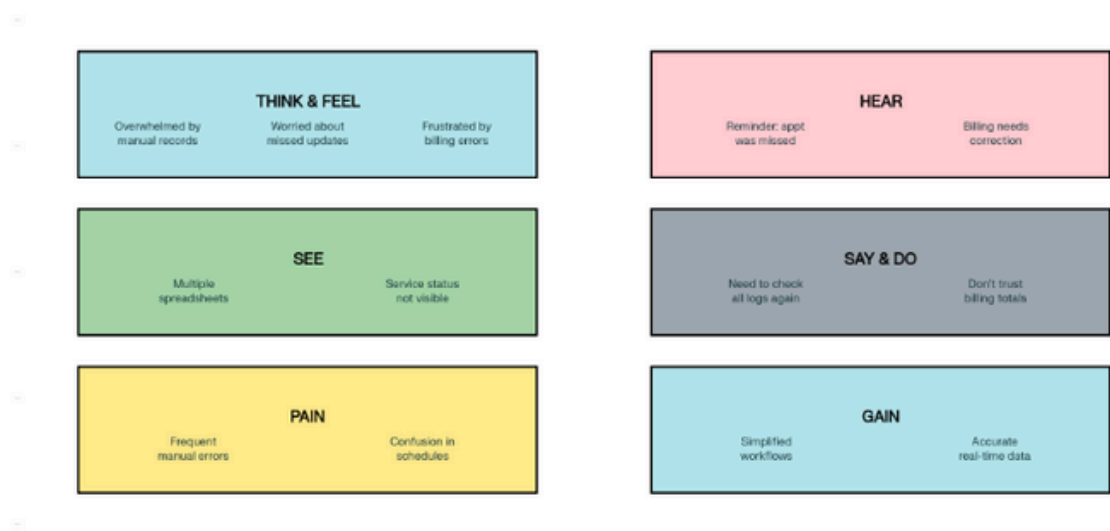 THINK & FEEL
Overwhelmed by
manual records
Worried about
missed updates
Frustrated by
billing errors
HEAR
Reminder: appt
was missed
Billing needs
correction
SEE
Multiple
spreadsheets
Service status
not visible
SAY & DO
Need to check
all logs again
Don't trust
billing totals
PAIN
Frequent
manual errors
Confusion in
schedules
GAIN
Simplified
workflows
Accurate
real-time data